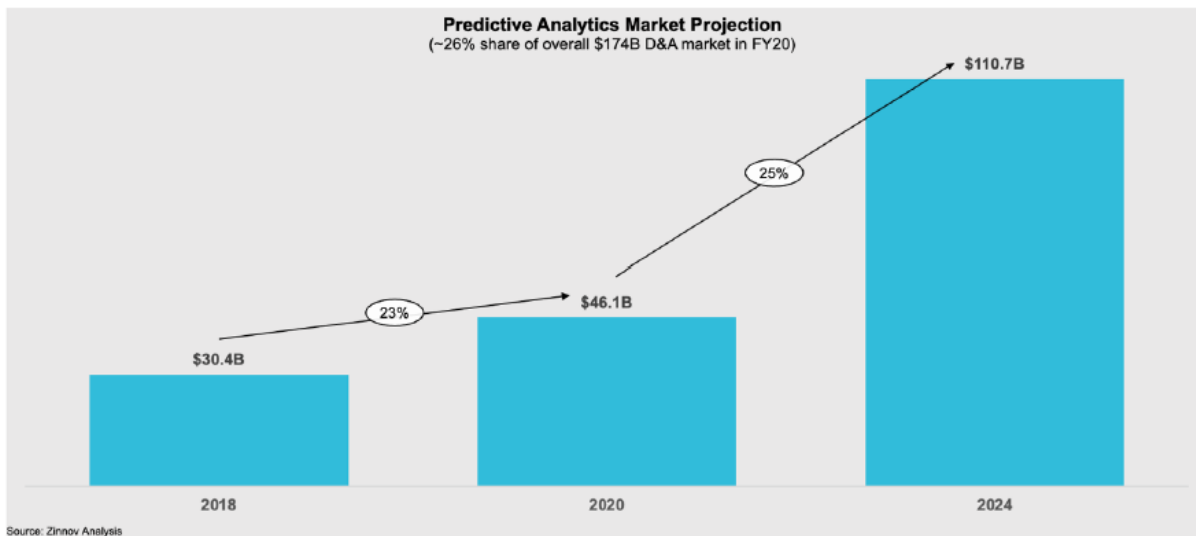 Predictive Analytics Market Projection
(~26% share of overall $174B D&A market in FY20)
$110.7B
25%
$46.1B
23%
$30.4B
2018 2020 2024
Source: Zinnov Analysis